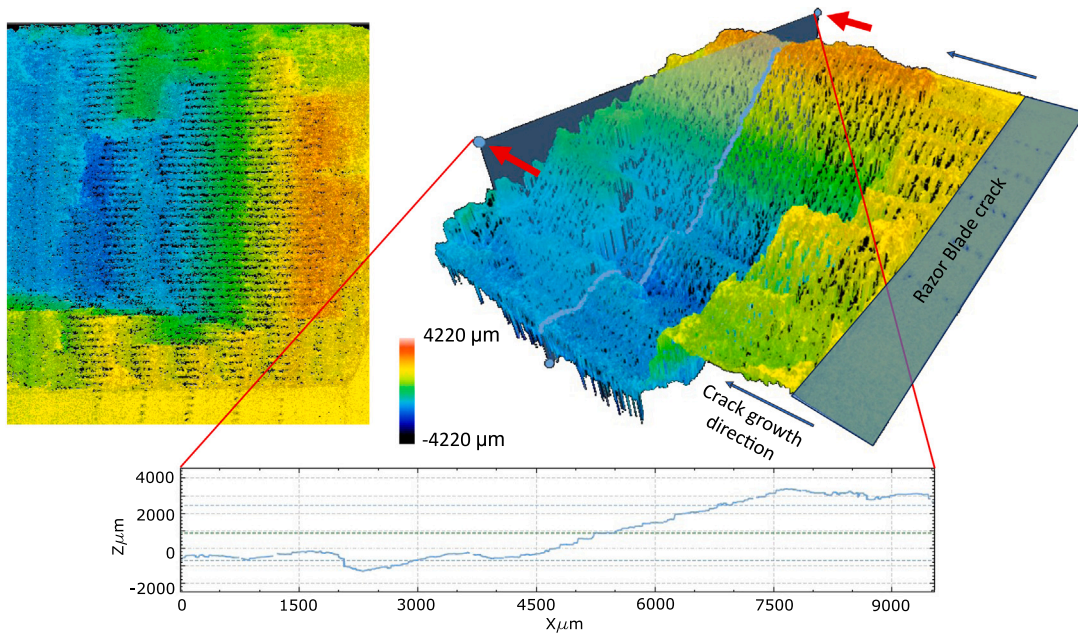 Razor Blade crack
4220 µm
-4220 µm
Crack growth
direction
4000
2000
0
-2000
Zµm
0 1500 3000 4500 6000 7500 9000
Xµm